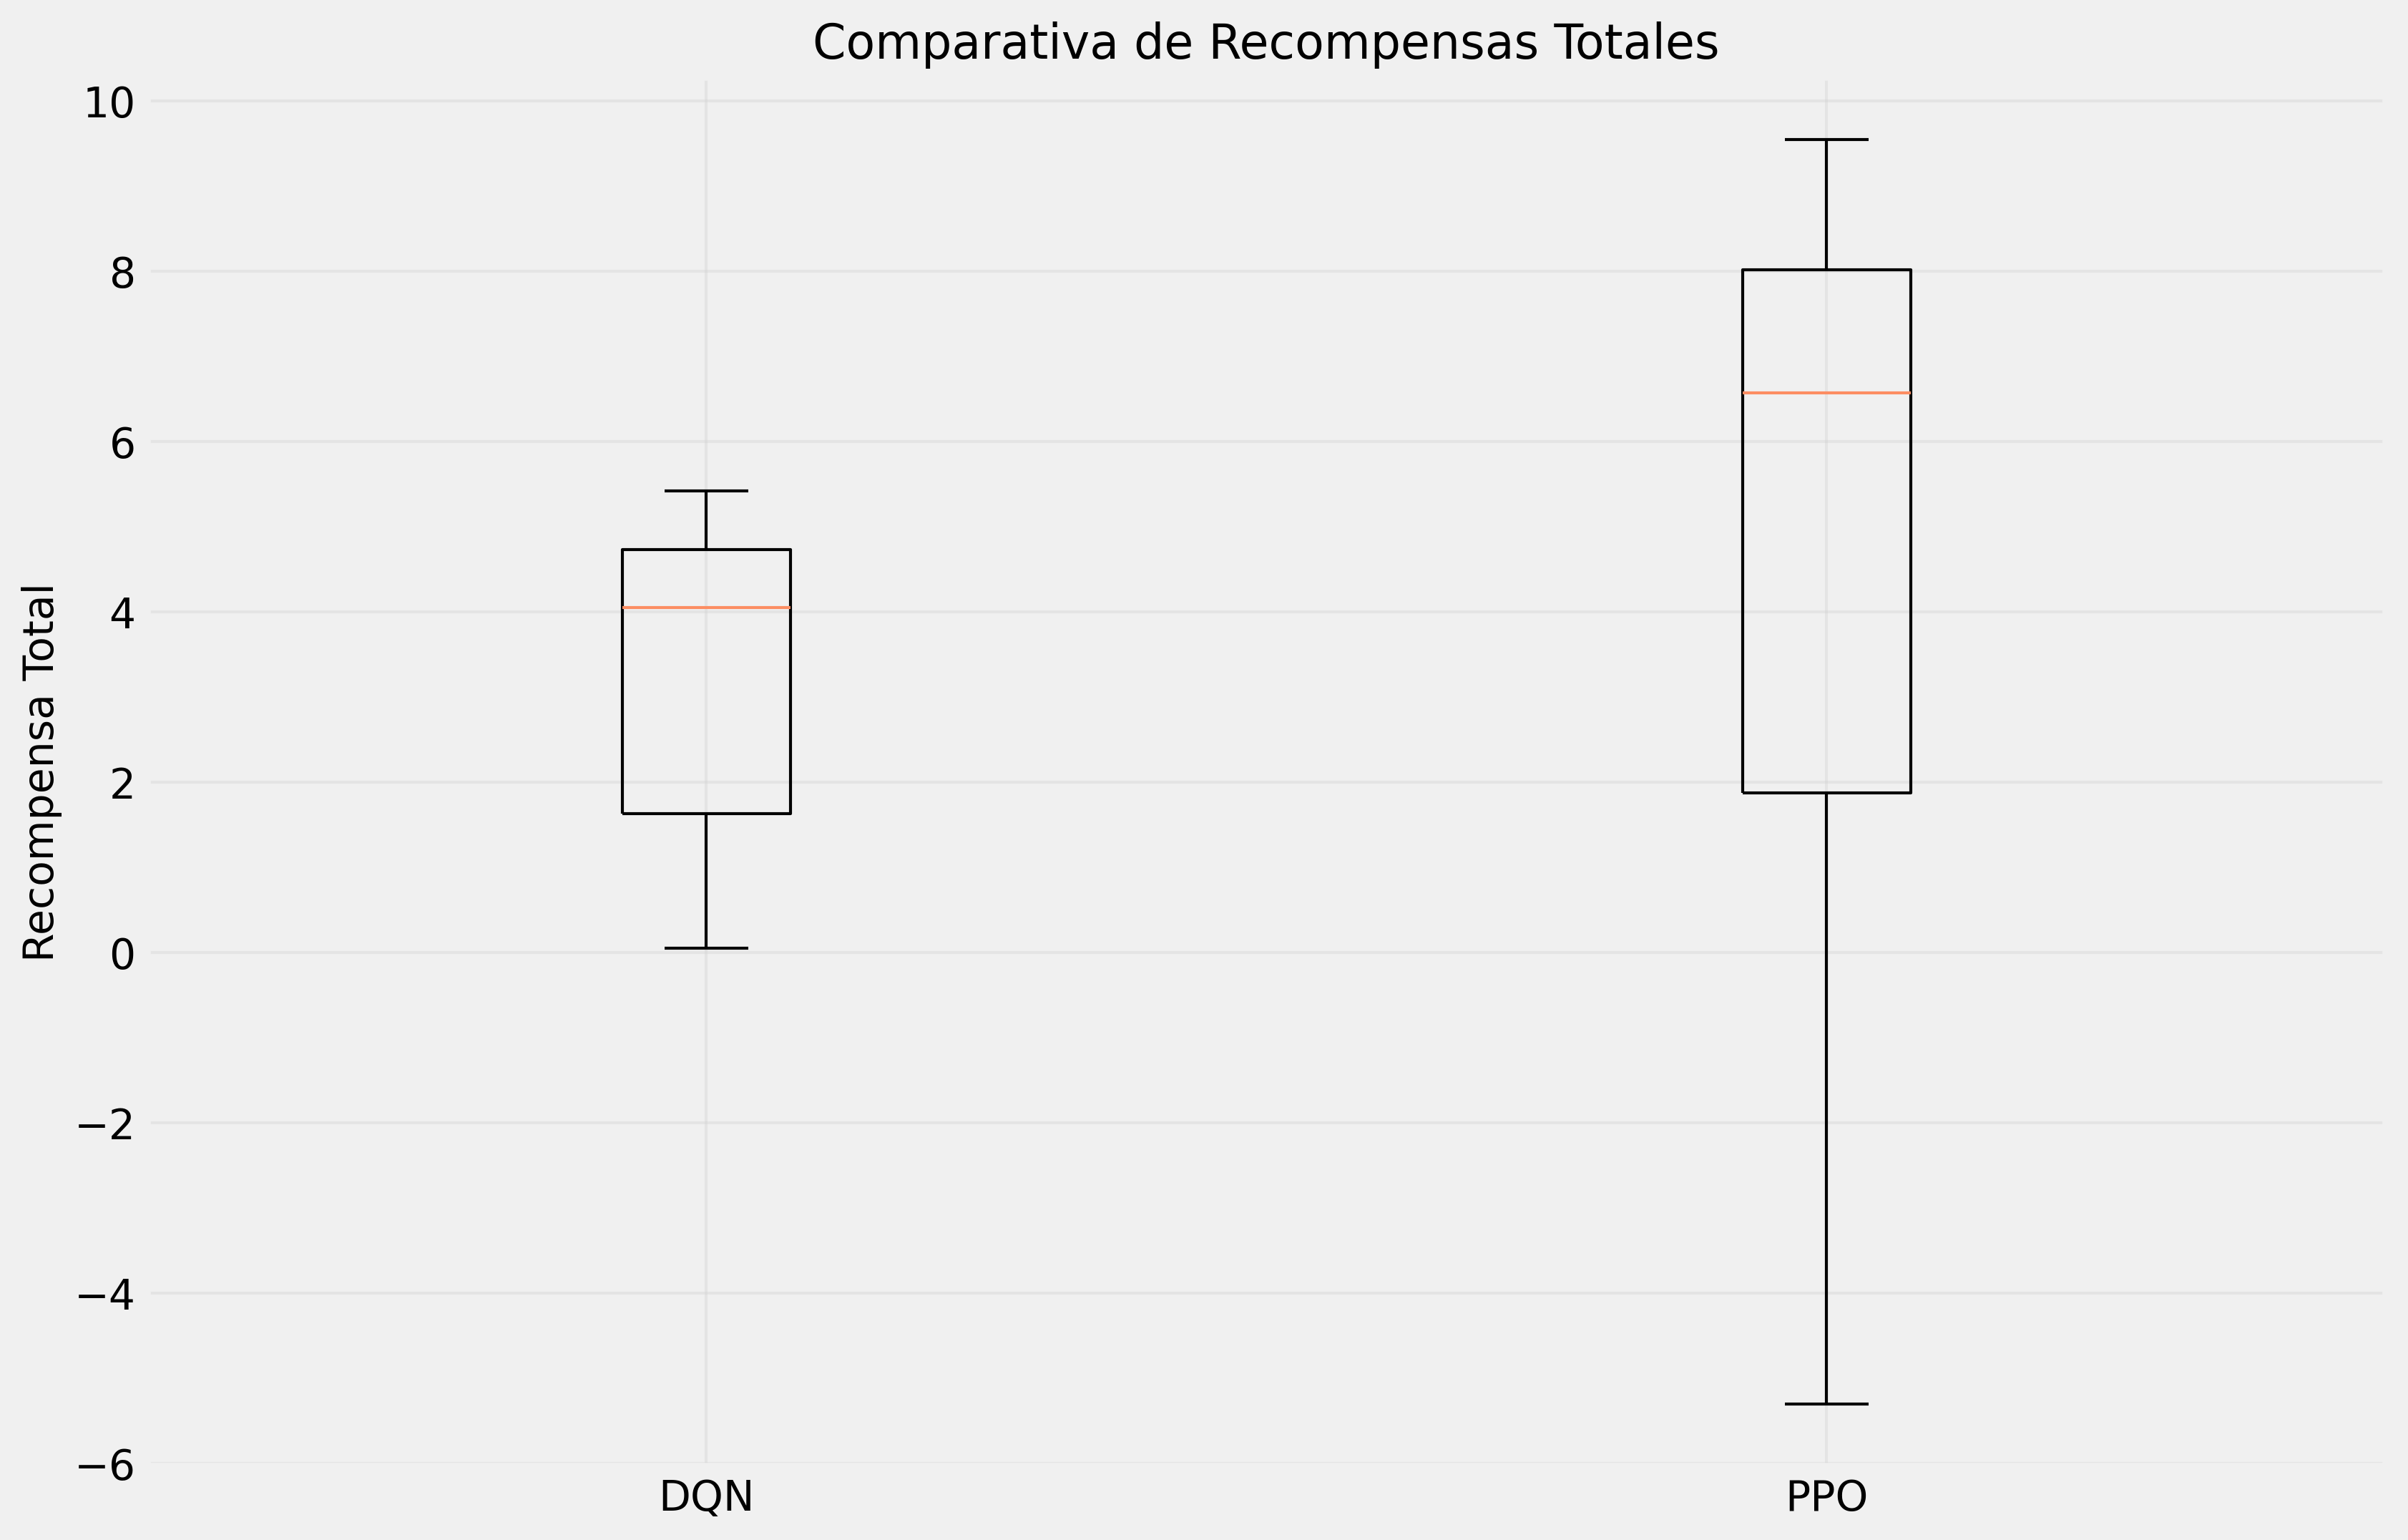 Comparativa de Recompensas Totales
Recompensa Total
10
8
6
4
2
0
−2
−4
−6
DQN
PPO